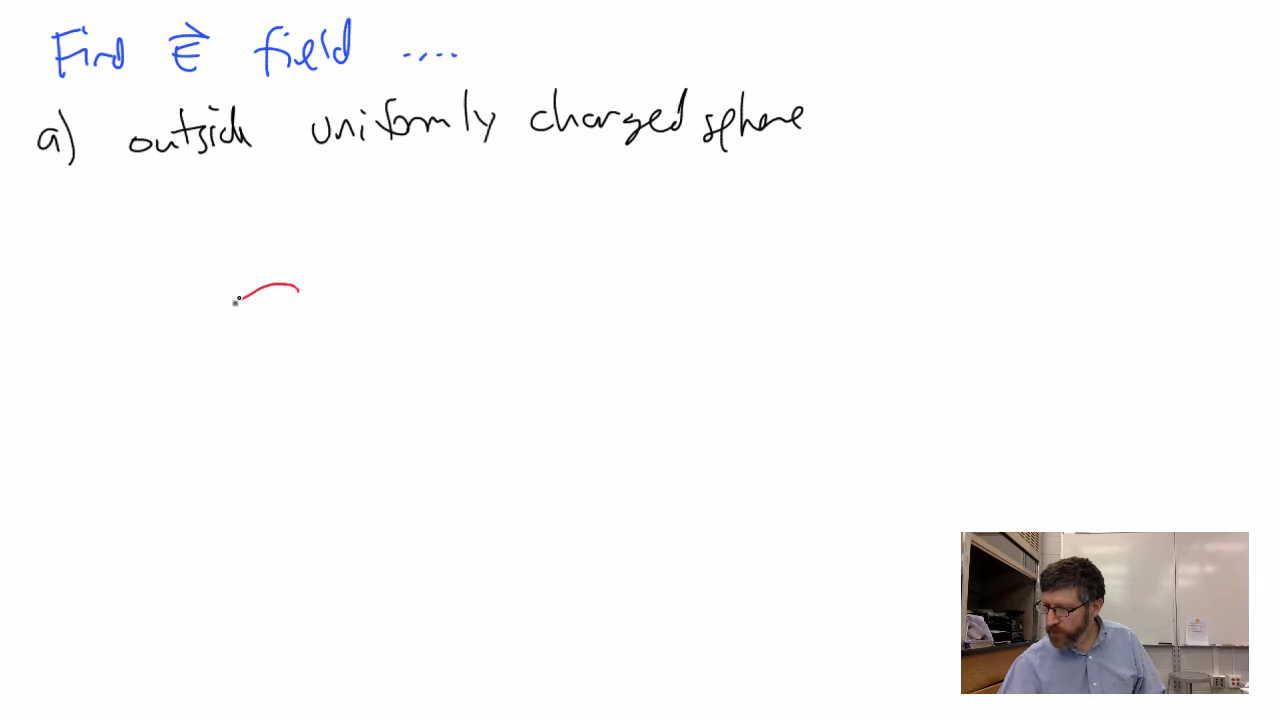 Find E⃗ field ....
a) outside uniformly charged sphere